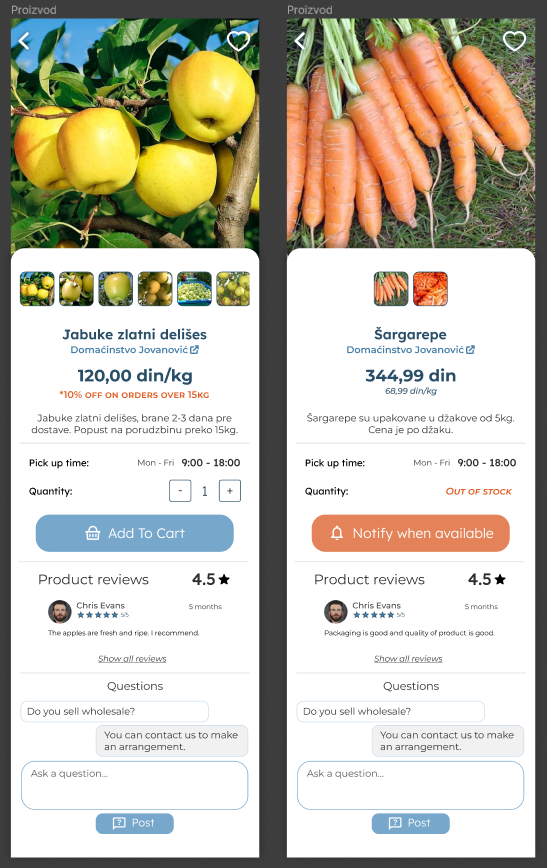 Proizvod
Jabuke zlatni delišes
Domaćinstvo Jovanović
120,00 din/kg
*10% OFF ON ORDERS OVER 15KG
Jabuke zlatni delišes, brane 2-3 dana pre
dostave. Popust na porudzbinu preko 15kg.
Pick up time: Mon - Fri 9:00 - 18:00
Quantity: - 1 +
Add To Cart
Product reviews 4.5
Chris Evans 5 months
5/5
The apples are fresh and ripe. I recommend.
Show all reviews
Questions
Do you sell wholesale?
You can contact us to make
an arrangement.
Ask a question...
Post
Proizvod
Šargarepe
Domaćinstvo Jovanović
344,99 din
68,99 din/kg
Šargarepe su upakovane u džakove od 5kg.
Cena je po džaku.
Pick up time: Mon - Fri 9:00 - 18:00
Quantity: OUT OF STOCK
Notify when available
Product reviews 4.5
Chris Evans 5 months
5/5
Packaging is good and quality of product is good.
Show all reviews
Questions
Do you sell wholesale?
You can contact us to make
an arrangement.
Ask a question...
Post